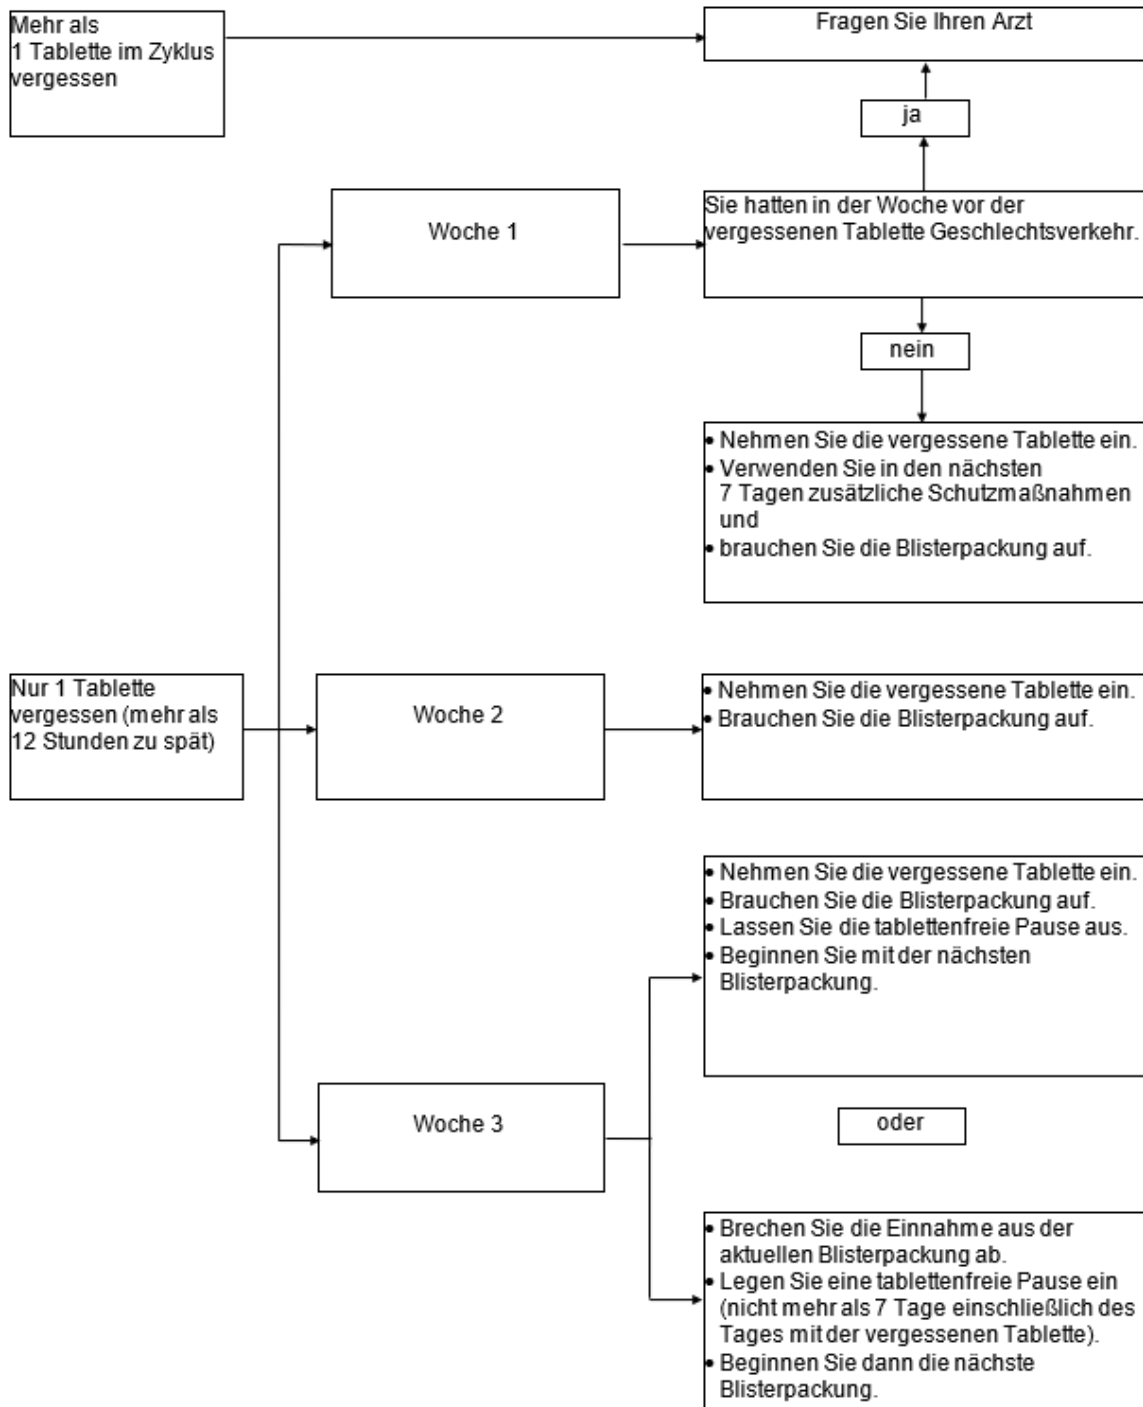 Mehr als
1 Tablette im Zyklus
vergessen
Fragen Sie Ihren Arzt
ja
Woche 1
Sie hatten in der Woche vor der
vergessenen Tablette Geschlechtsverkehr.
nein
• Nehmen Sie die vergessene Tablette ein.
• Verwenden Sie in den nächsten
7 Tagen zusätzliche Schutzmaßnahmen
und
• brauchen Sie die Blisterpackung auf.
Nur 1 Tablette
vergessen (mehr als
12 Stunden zu spät)
Woche 2
• Nehmen Sie die vergessene Tablette ein.
• Brauchen Sie die Blisterpackung auf.
• Nehmen Sie die vergessene Tablette ein.
• Brauchen Sie die Blisterpackung auf.
• Lassen Sie die tablettenfreie Pause aus.
• Beginnen Sie mit der nächsten
Blisterpackung.
Woche 3
oder
• Brechen Sie die Einnahme aus der
aktuellen Blisterpackung ab.
• Legen Sie eine tablettenfreie Pause ein
(nicht mehr als 7 Tage einschließlich des
Tages mit der vergessenen Tablette).
• Beginnen Sie dann die nächste
Blisterpackung.